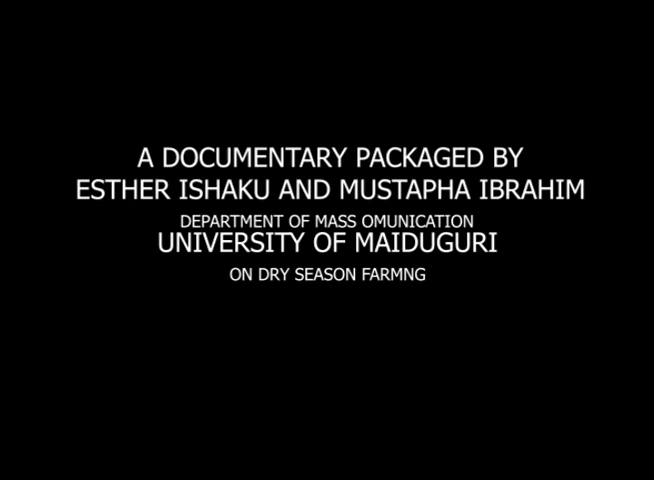 A DOCUMENTARY PACKAGED BY
ESTHER ISHAKU AND MUSTAPHA IBRAHIM
DEPARTMENT OF MASS OMUNICATION
UNIVERSITY OF MAIDUGURI
ON DRY SEASON FARMNG